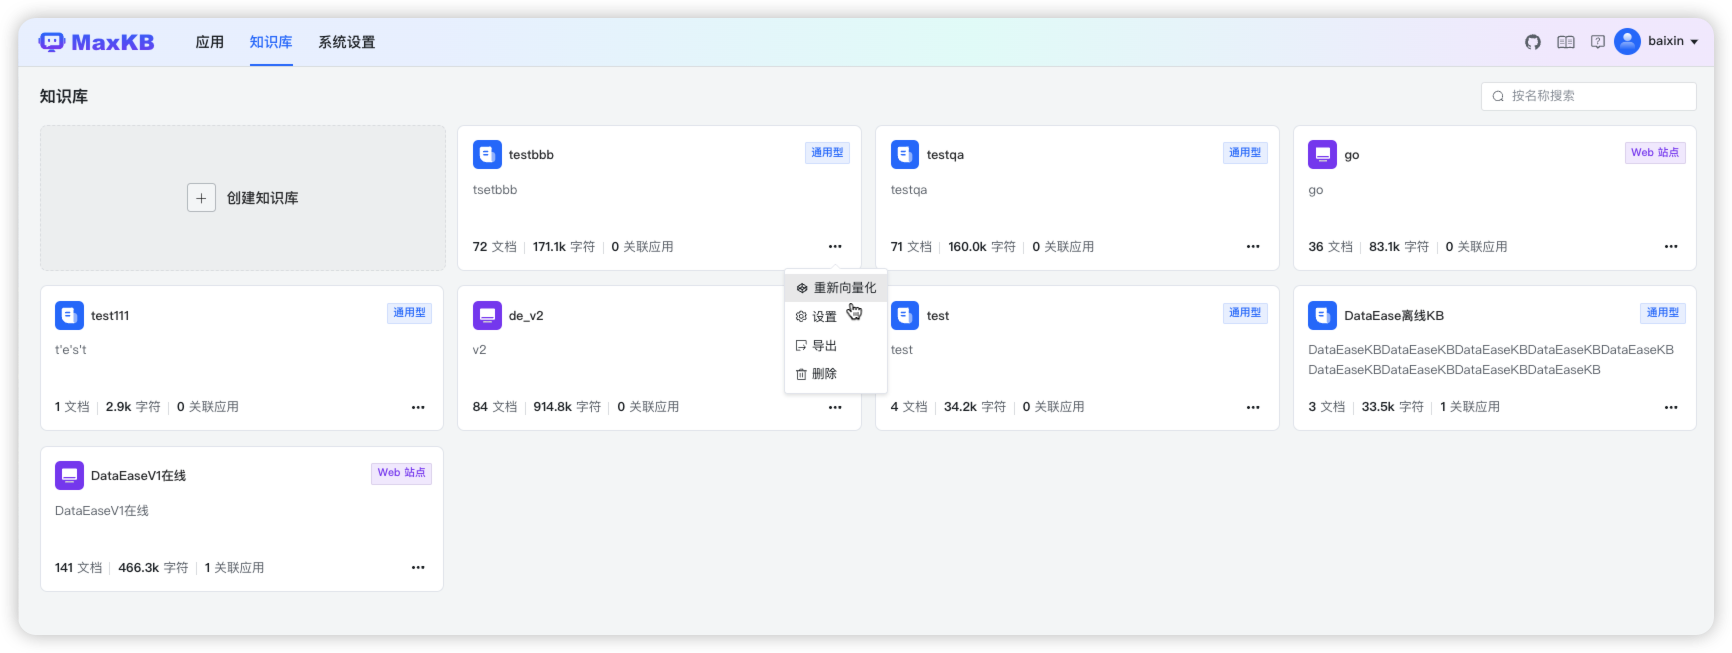 MaxKB 应用 知识库 系统设置 baixin
知识库 按名称搜索
创建知识库
testbbb 通用型
tsetbbb
72 文档 171.1k 字符 0 关联应用
testqa 通用型
testqa
71 文档 160.0k 字符 0 关联应用
go Web 站点
go
36 文档 83.1k 字符 0 关联应用
重新向量化
设置
导出
删除
test111 通用型
t'e's't
1 文档 2.9k 字符 0 关联应用
de_v2
v2
84 文档 914.8k 字符 0 关联应用
test 通用型
test
4 文档 34.2k 字符 0 关联应用
DataEase离线KB 通用型
DataEaseKBDataEaseKBDataEaseKBDataEaseKBDataEaseKB
DataEaseKBDataEaseKBDataEaseKBDataEaseKB
3 文档 33.5k 字符 1 关联应用
DataEaseV1在线 Web 站点
DataEaseV1在线
141 文档 466.3k 字符 1 关联应用